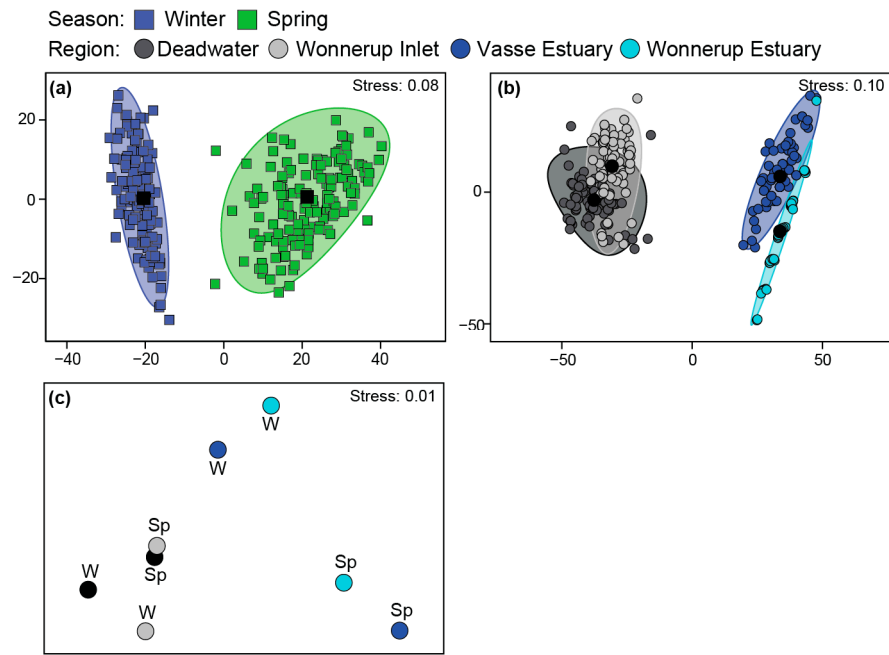 Season: Winter Spring
Region: Deadwater Wonnerup Inlet Vasse Estuary Wonnerup Estuary
(a) Stress: 0.08
20
0
−20
−40 −20 0 20 40
(b) Stress: 0.10
0
−50
−50 0 50
(c) Stress: 0.01
W
W
Sp
Sp
W
W
Sp
Sp